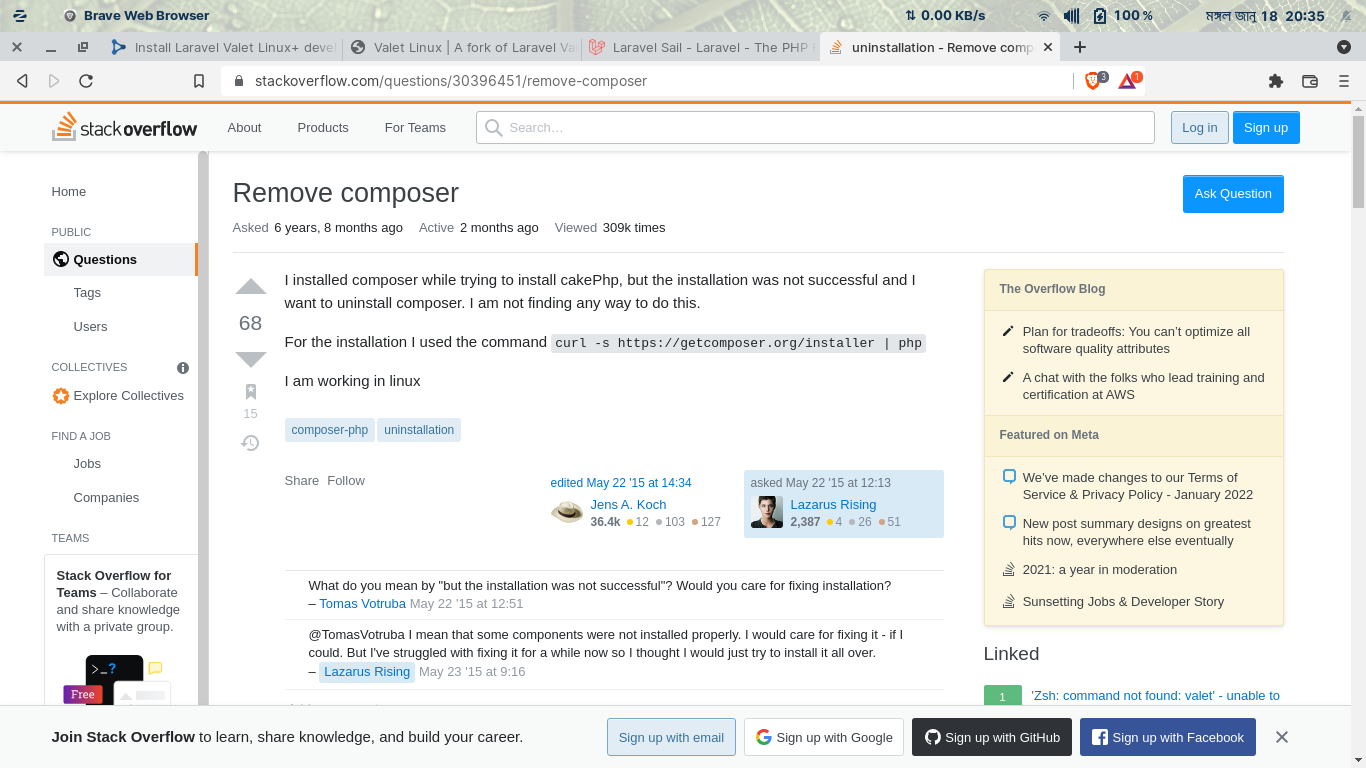 Brave Web Browser
0.00 KB/s
100 %
মঙ্গল জানু 18 20:35
Install Laravel Valet Linux+ deve
Valet Linux | A fork of Laravel Va
Laravel Sail - Laravel - The PHP F
uninstallation - Remove comp
stackoverflow.com/questions/30396451/remove-composer
3
1
stackoverflow
About
Products
For Teams
Search…
Log in
Sign up
Home
PUBLIC
Questions
Tags
Users
COLLECTIVES
Explore Collectives
FIND A JOB
Jobs
Companies
TEAMS
Stack Overflow for
Teams – Collaborate
and share knowledge
with a private group.
>_?
Free
Remove composer
Ask Question
Asked 6 years, 8 months ago Active 2 months ago Viewed 309k times
68
15
I installed composer while trying to install cakePhp, but the installation was not successful and I
want to uninstall composer. I am not finding any way to do this.
For the installation I used the command curl -s https://getcomposer.org/installer | php
I am working in linux
composer-php uninstallation
Share Follow
edited May 22 '15 at 14:34
Jens A. Koch
36.4k 12 103 127
asked May 22 '15 at 12:13
Lazarus Rising
2,387 4 26 51
What do you mean by "but the installation was not successful"? Would you care for fixing installation?
– Tomas Votruba May 22 '15 at 12:51
@TomasVotruba I mean that some components were not installed properly. I would care for fixing it - if I
could. But I've struggled with fixing it for a while now so I thought I would just try to install it all over.
– Lazarus Rising May 23 '15 at 9:16
The Overflow Blog
Plan for tradeoffs: You can't optimize all
software quality attributes
A chat with the folks who lead training and
certification at AWS
Featured on Meta
We've made changes to our Terms of
Service & Privacy Policy - January 2022
New post summary designs on greatest
hits now, everywhere else eventually
2021: a year in moderation
Sunsetting Jobs & Developer Story
Linked
1
'Zsh: command not found: valet' - unable to
Join Stack Overflow to learn, share knowledge, and build your career.
Sign up with email
Sign up with Google
Sign up with GitHub
Sign up with Facebook